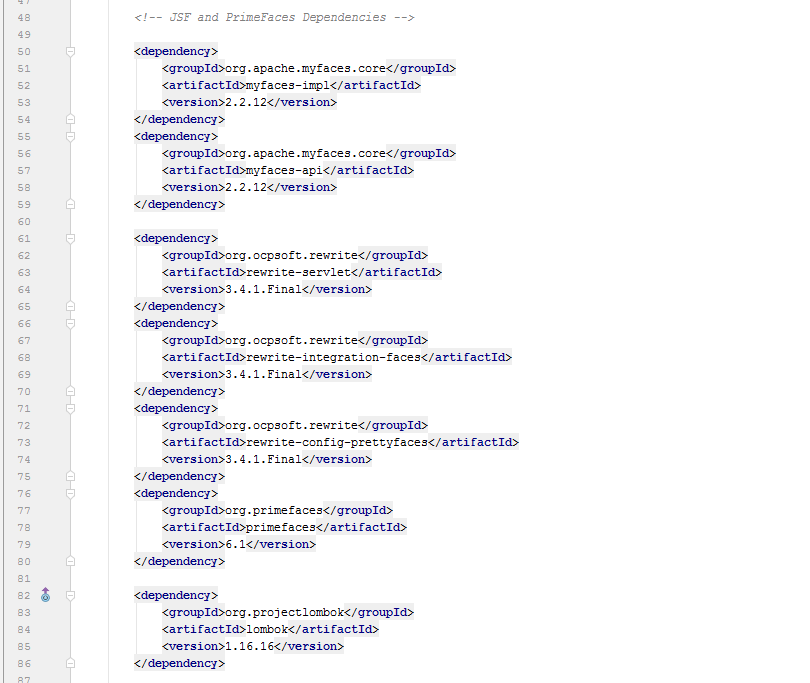 47
48 <!-- JSF and PrimeFaces Dependencies -->
49
50 <dependency>
51 <groupId>org.apache.myfaces.core</groupId>
52 <artifactId>myfaces-impl</artifactId>
53 <version>2.2.12</version>
54 </dependency>
55 <dependency>
56 <groupId>org.apache.myfaces.core</groupId>
57 <artifactId>myfaces-api</artifactId>
58 <version>2.2.12</version>
59 </dependency>
60
61 <dependency>
62 <groupId>org.ocpsoft.rewrite</groupId>
63 <artifactId>rewrite-servlet</artifactId>
64 <version>3.4.1.Final</version>
65 </dependency>
66 <dependency>
67 <groupId>org.ocpsoft.rewrite</groupId>
68 <artifactId>rewrite-integration-faces</artifactId>
69 <version>3.4.1.Final</version>
70 </dependency>
71 <dependency>
72 <groupId>org.ocpsoft.rewrite</groupId>
73 <artifactId>rewrite-config-prettyfaces</artifactId>
74 <version>3.4.1.Final</version>
75 </dependency>
76 <dependency>
77 <groupId>org.primefaces</groupId>
78 <artifactId>primefaces</artifactId>
79 <version>6.1</version>
80 </dependency>
81
82 <dependency>
83 <groupId>org.projectlombok</groupId>
84 <artifactId>lombok</artifactId>
85 <version>1.16.16</version>
86 </dependency>
87